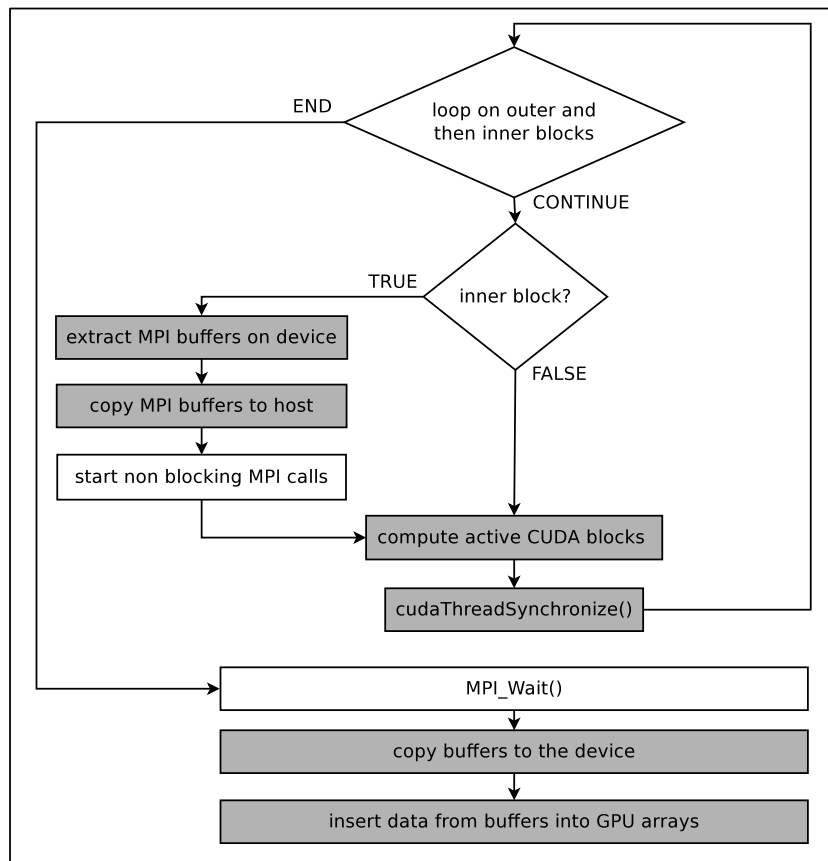 END
loop on outer and
then inner blocks
CONTINUE
TRUE
inner block?
extract MPI buffers on device
FALSE
copy MPI buffers to host
start non blocking MPI calls
compute active CUDA blocks
cudaThreadSynchronize()
MPI_Wait()
copy buffers to the device
insert data from buffers into GPU arrays